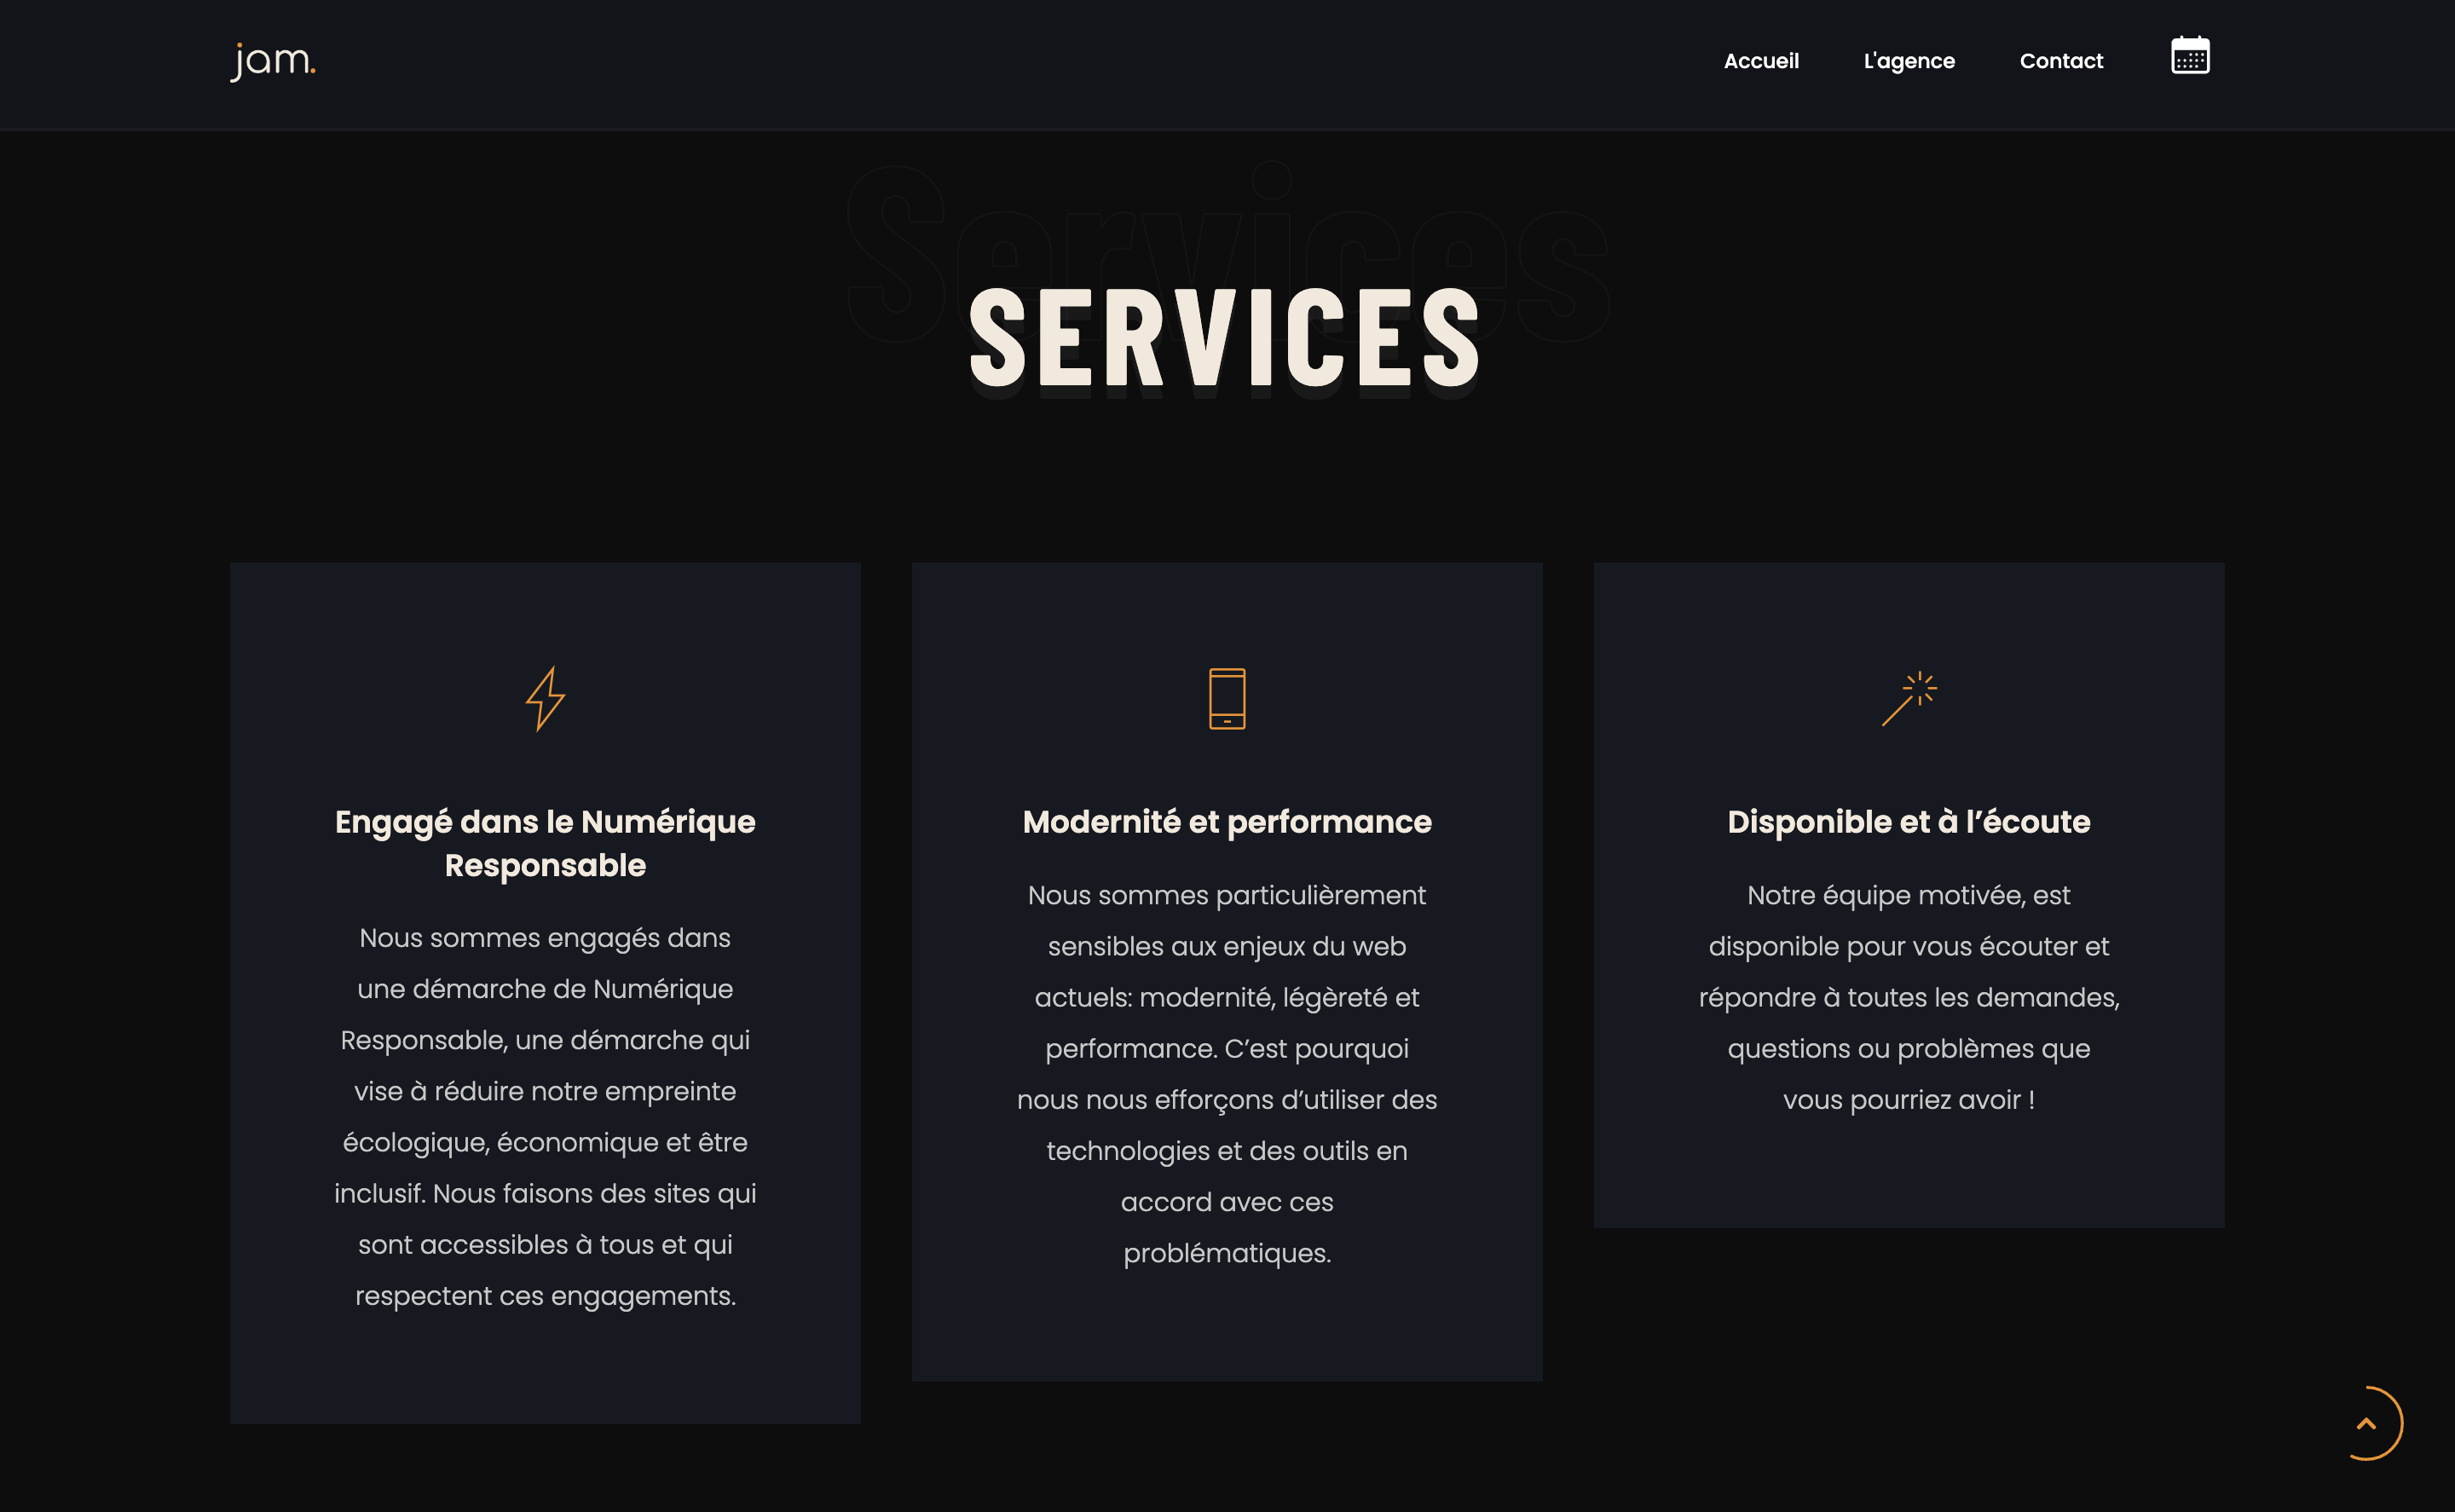 jam.
Accueil L'agence Contact
Services
SERVICES
Engagé dans le Numérique
Responsable
Nous sommes engagés dans
une démarche de Numérique
Responsable, une démarche qui
vise à réduire notre empreinte
écologique, économique et être
inclusif. Nous faisons des sites qui
sont accessibles à tous et qui
respectent ces engagements.
Modernité et performance
Nous sommes particulièrement
sensibles aux enjeux du web
actuels: modernité, légèreté et
performance. C’est pourquoi
nous nous efforçons d’utiliser des
technologies et des outils en
accord avec ces
problématiques.
Disponible et à l’écoute
Notre équipe motivée, est
disponible pour vous écouter et
répondre à toutes les demandes,
questions ou problèmes que
vous pourriez avoir !